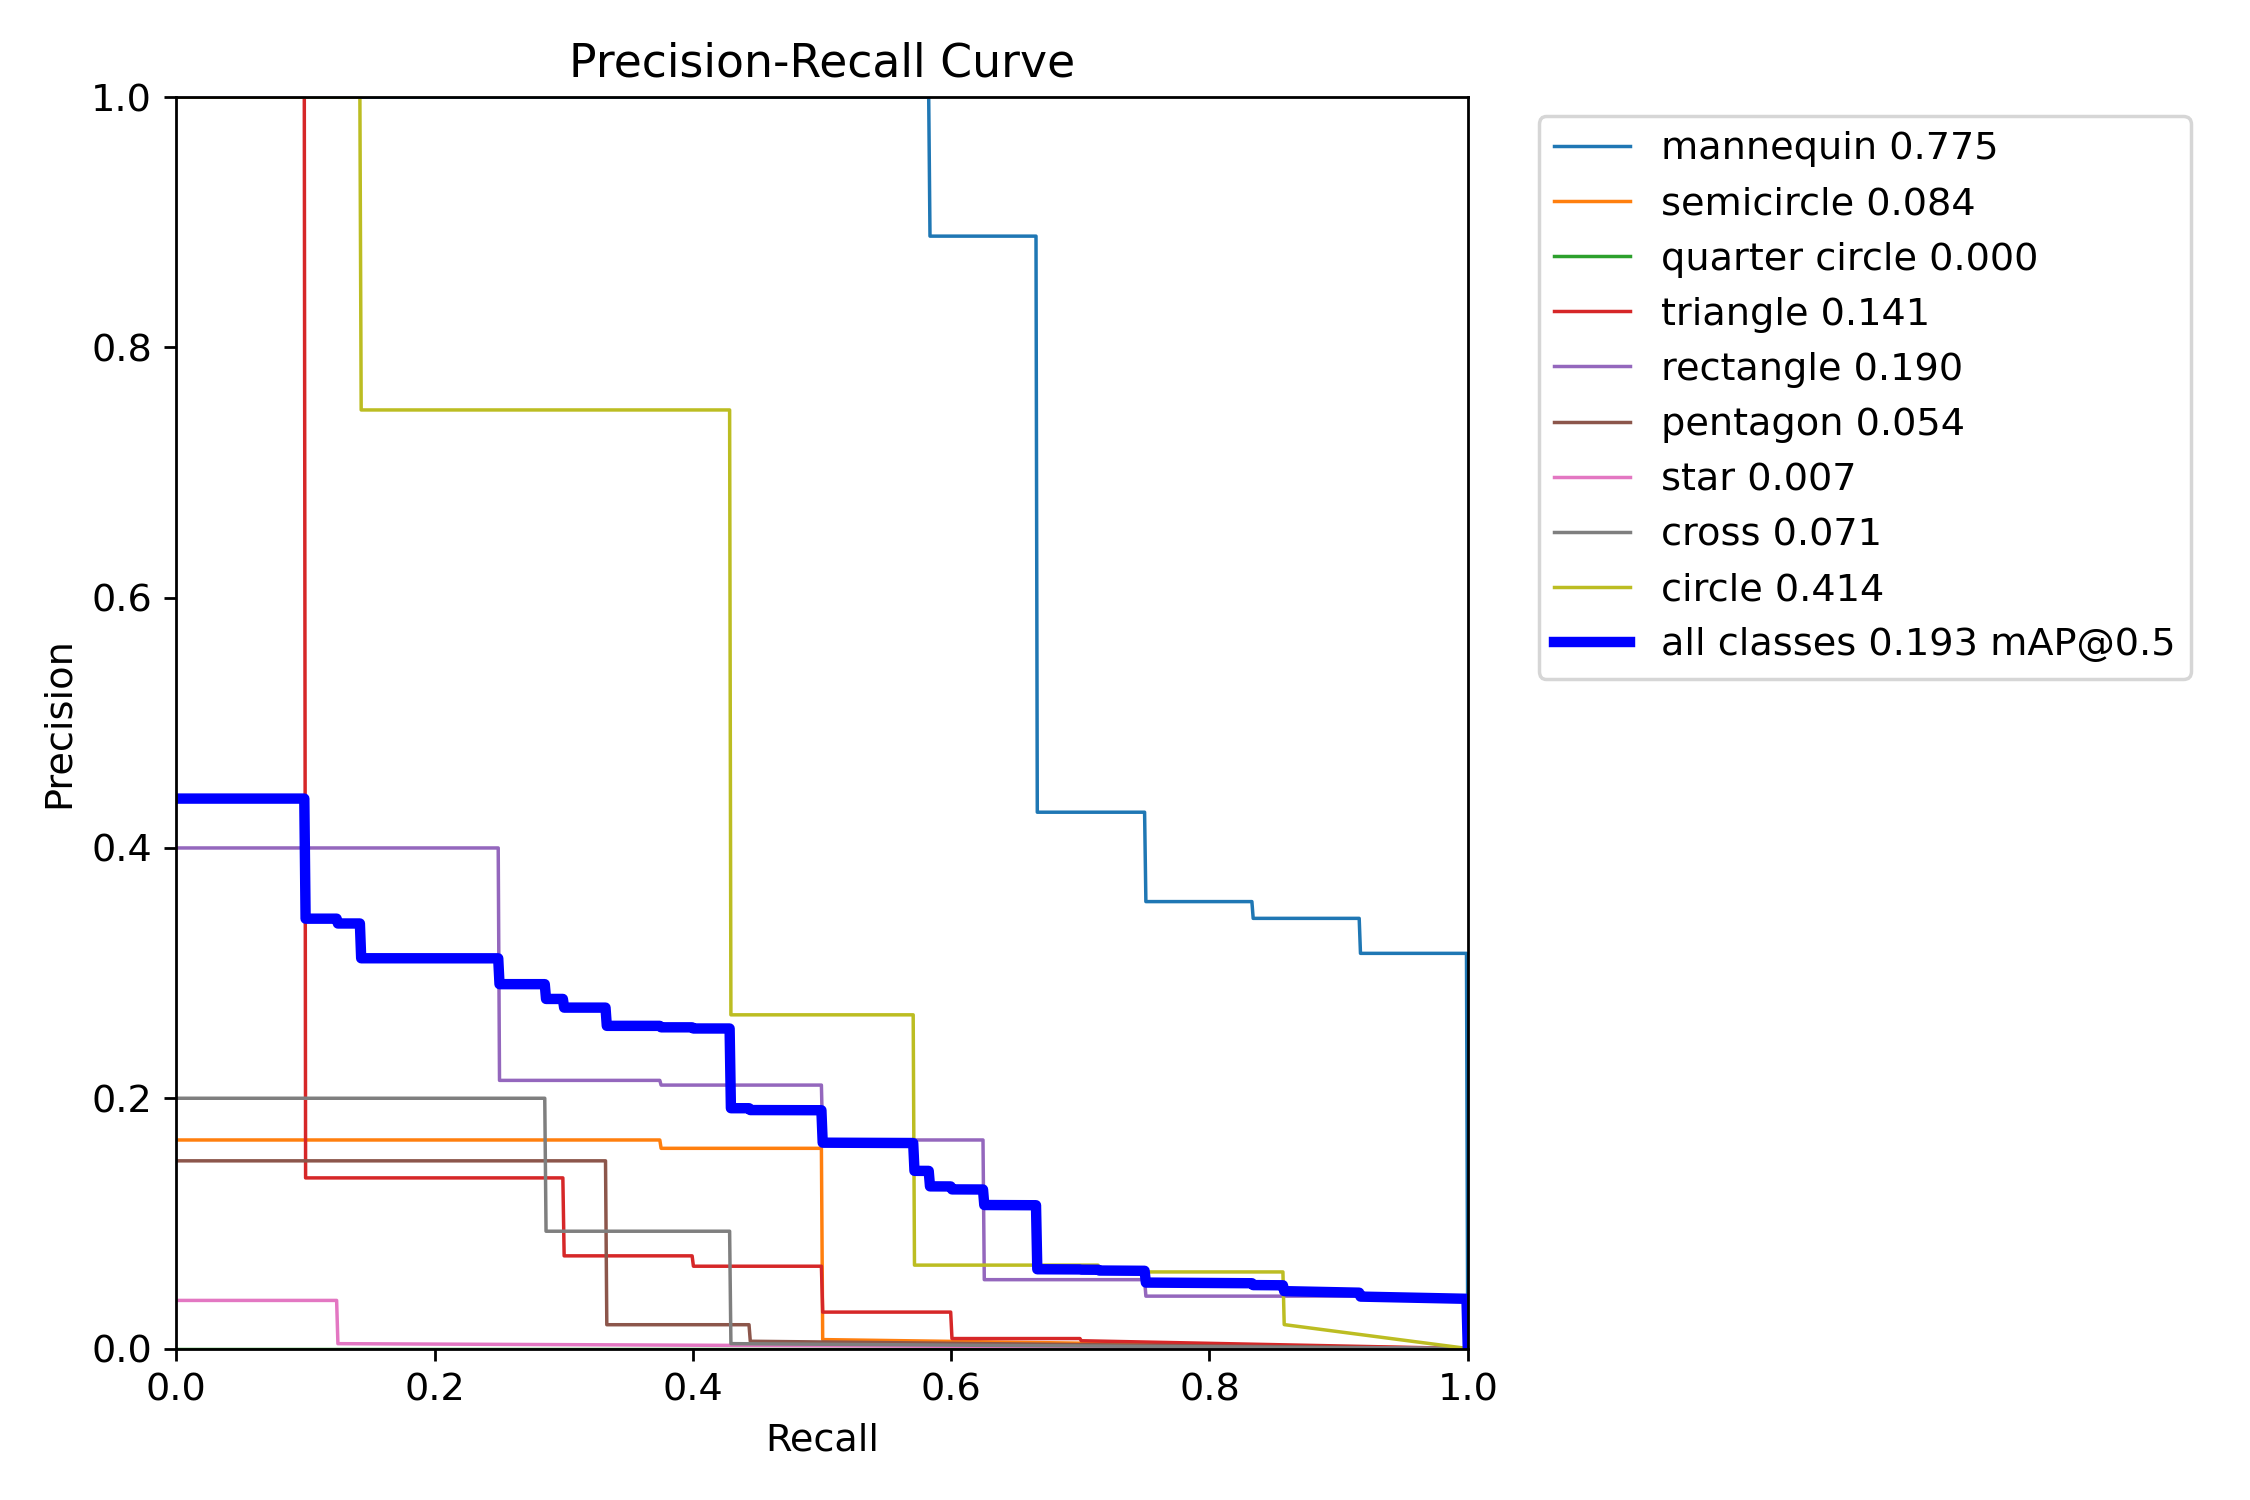 Precision-Recall Curve
1.0
0.8
0.6
0.4
0.2
0.0
Precision
0.0 0.2 0.4 0.6 0.8 1.0
Recall
mannequin 0.775
semicircle 0.084
quarter circle 0.000
triangle 0.141
rectangle 0.190
pentagon 0.054
star 0.007
cross 0.071
circle 0.414
all classes 0.193 mAP@0.5